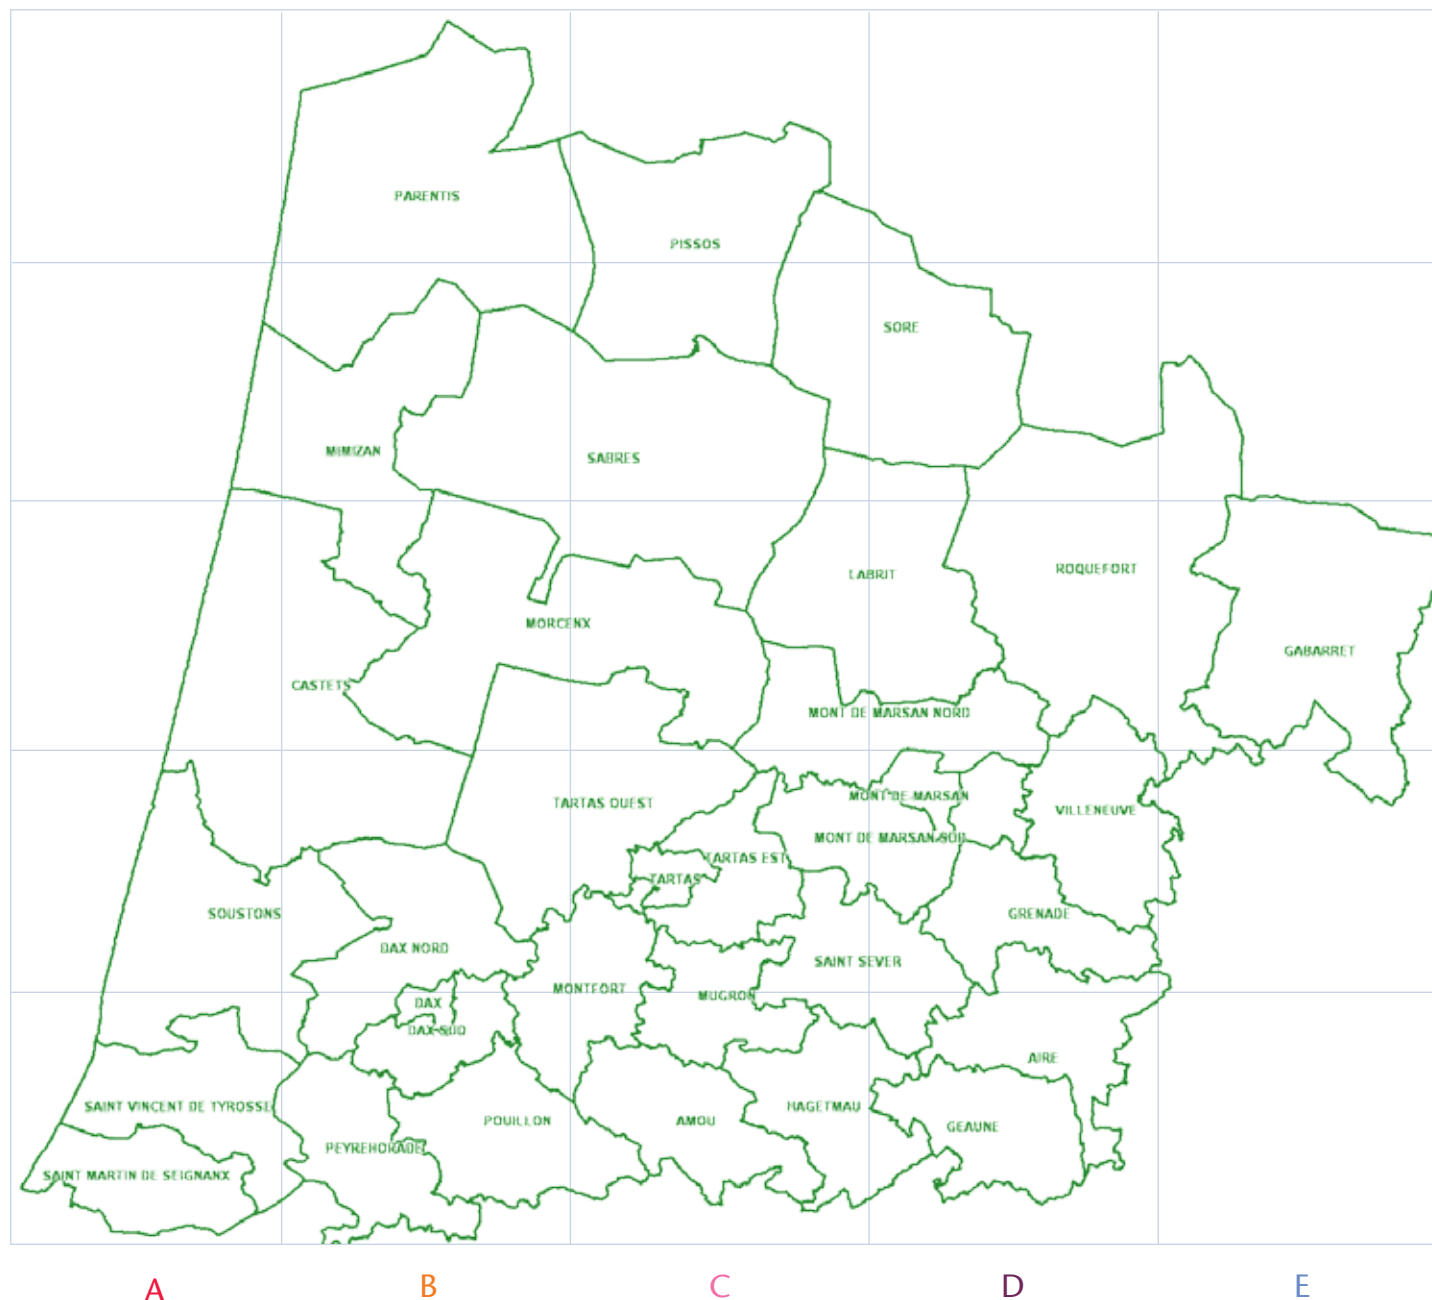 PARENTIS
PISSOS
SORE
MIMIZAN
SABRES
LABRIT
ROQUEFORT
MORCENX
GABARRET
CASTETS
MONT DE MARSAN NORD
MONT DE MARSAN
TARTAS OUEST
VILLENEUVE
MONT DE MARSAN SUD
TARTAS EST
TARTAS
SOUSTONS
GRENADE
DAX NORD
SAINT SEVER
MONTFORT
MUGRON
DAX
DAX SUD
AIRE
SAINT VINCENT DE TYROSSE
HAGETMAU
POUILLON
AMOU
GEAUNE
PEYREHORADE
SAINT MARTIN DE SEIGNANX
A B C D E